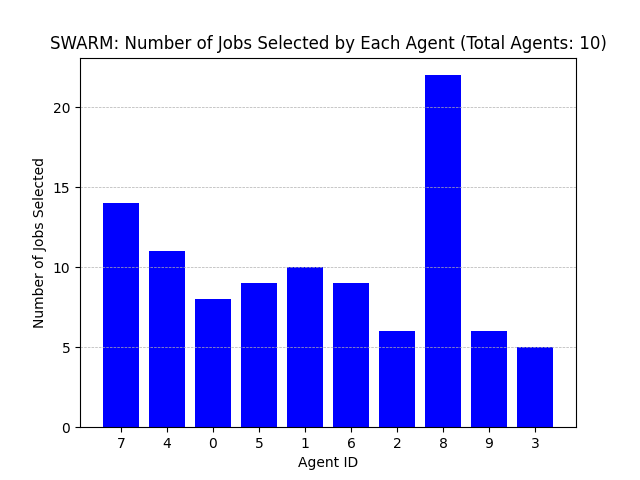 SWARM: Number of Jobs Selected by Each Agent (Total Agents: 10)
Number of Jobs Selected
20
15
10
5
0
7 4 0 5 1 6 2 8 9 3
Agent ID